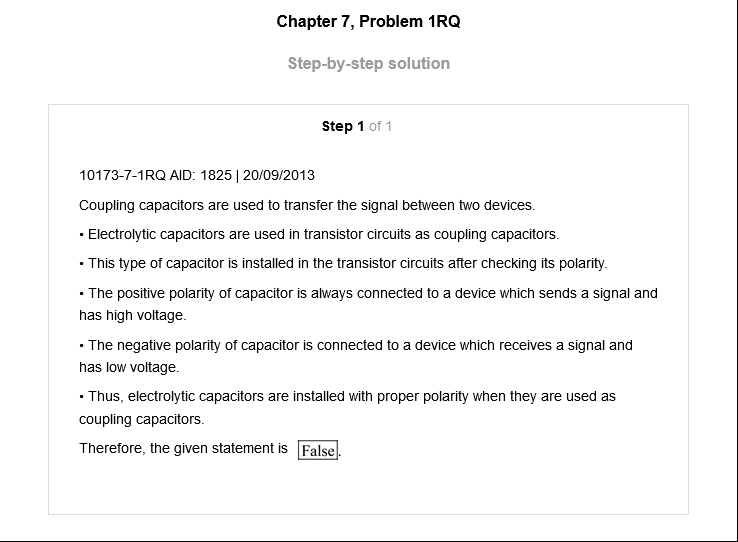 Chapter 7, Problem 1RQ
Step-by-step solution
Step 1 of 1
10173-7-1RQ AID: 1825 | 20/09/2013
Coupling capacitors are used to transfer the signal between two devices.
• Electrolytic capacitors are used in transistor circuits as coupling capacitors.
• This type of capacitor is installed in the transistor circuits after checking its polarity.
• The positive polarity of capacitor is always connected to a device which sends a signal and
has high voltage.
• The negative polarity of capacitor is connected to a device which receives a signal and
has low voltage.
• Thus, electrolytic capacitors are installed with proper polarity when they are used as
coupling capacitors.
Therefore, the given statement is False.